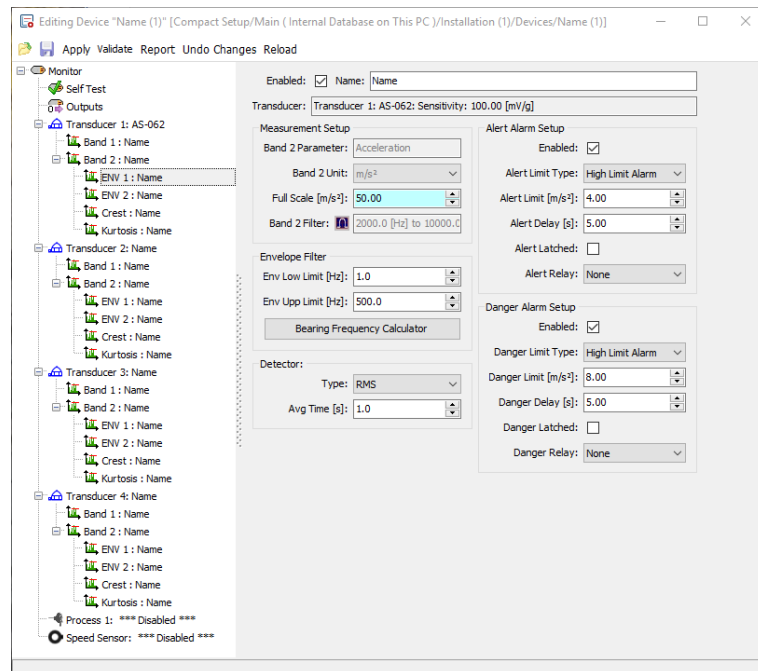 Editing Device "Name (1)" [Compact Setup/Main ( Internal Database on This PC )/Installation (1)/Devices/Name (1)]
Apply Validate Report Undo Changes Reload
Monitor
Self Test
Outputs
Transducer 1: AS-062
Band 1 : Name
Band 2 : Name
ENV 1 : Name
ENV 2 : Name
Crest : Name
Kurtosis : Name
Transducer 2: Name
Band 1 : Name
Band 2 : Name
ENV 1 : Name
ENV 2 : Name
Crest : Name
Kurtosis : Name
Transducer 3: Name
Band 1 : Name
Band 2 : Name
ENV 1 : Name
ENV 2 : Name
Crest : Name
Kurtosis : Name
Transducer 4: Name
Band 1 : Name
Band 2 : Name
ENV 1 : Name
ENV 2 : Name
Crest : Name
Kurtosis : Name
Process 1: *** Disabled ***
Speed Sensor: *** Disabled ***
Enabled: Name: Name
Transducer: Transducer 1: AS-062: Sensitivity: 100.00 [mV/g]
Measurement Setup
Band 2 Parameter: Acceleration
Band 2 Unit: m/s²
Full Scale [m/s²]: 50.00
Band 2 Filter: 2000.0 [Hz] to 10000.0
Envelope Filter
Env Low Limit [Hz]: 1.0
Env Upp Limit [Hz]: 500.0
Bearing Frequency Calculator
Detector:
Type: RMS
Avg Time [s]: 1.0
Alert Alarm Setup
Enabled:
Alert Limit Type: High Limit Alarm
Alert Limit [m/s²]: 4.00
Alert Delay [s]: 5.00
Alert Latched:
Alert Relay: None
Danger Alarm Setup
Enabled:
Danger Limit Type: High Limit Alarm
Danger Limit [m/s²]: 8.00
Danger Delay [s]: 5.00
Danger Latched:
Danger Relay: None